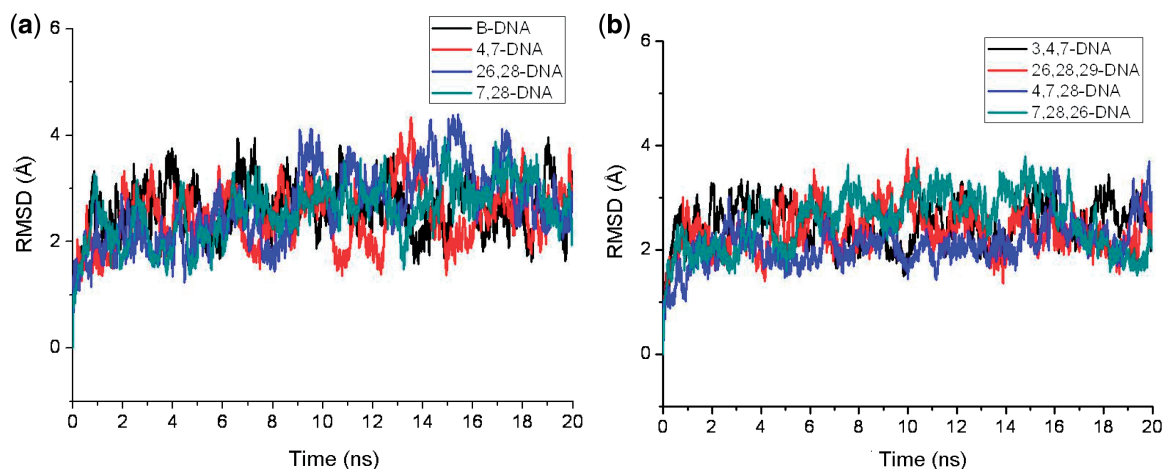 (a)
B-DNA
4,7-DNA
26,28-DNA
7,28-DNA
RMSD (Å)
6
4
2
0
0 2 4 6 8 10 12 14 16 18 20
Time (ns)
(b)
3,4,7-DNA
26,28,29-DNA
4,7,28-DNA
7,28,26-DNA
RMSD (Å)
6
4
2
0
0 2 4 6 8 10 12 14 16 18 20
Time (ns)